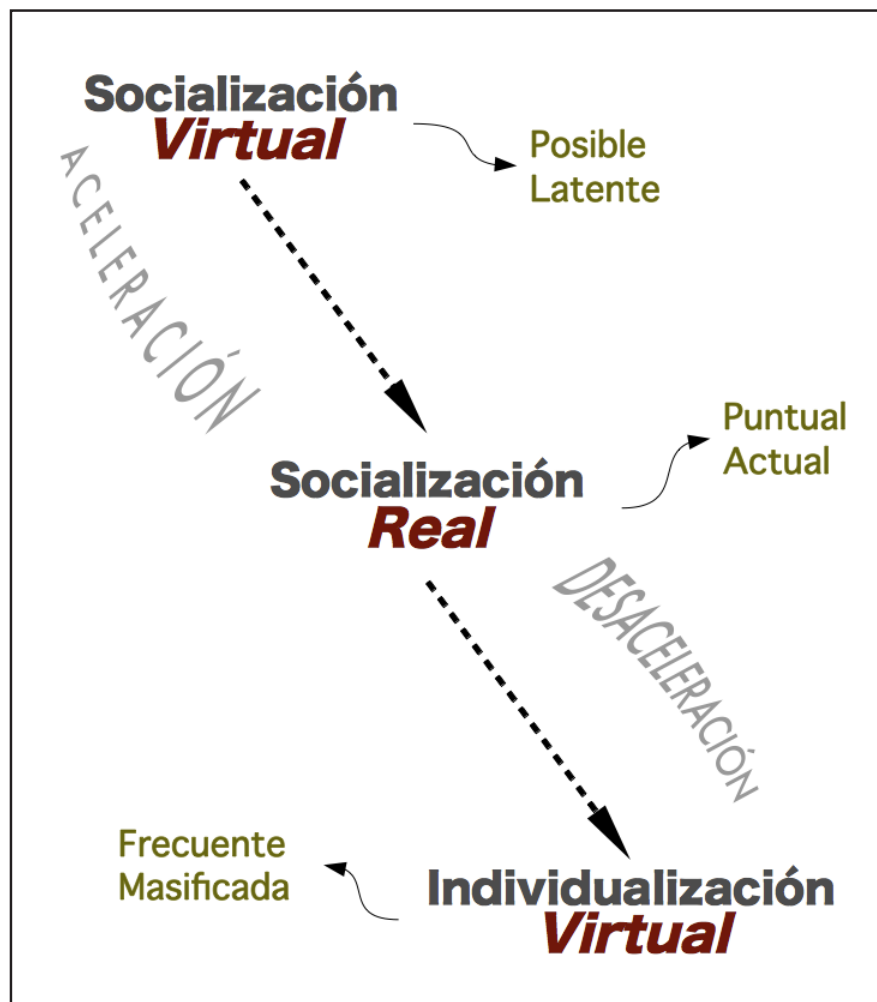 Socialización
Virtual
Posible
Latente
ACELERACIÓN
Puntual
Actual
Socialización
Real
DESACELERACIÓN
Frecuente
Masificada
Individualización
Virtual